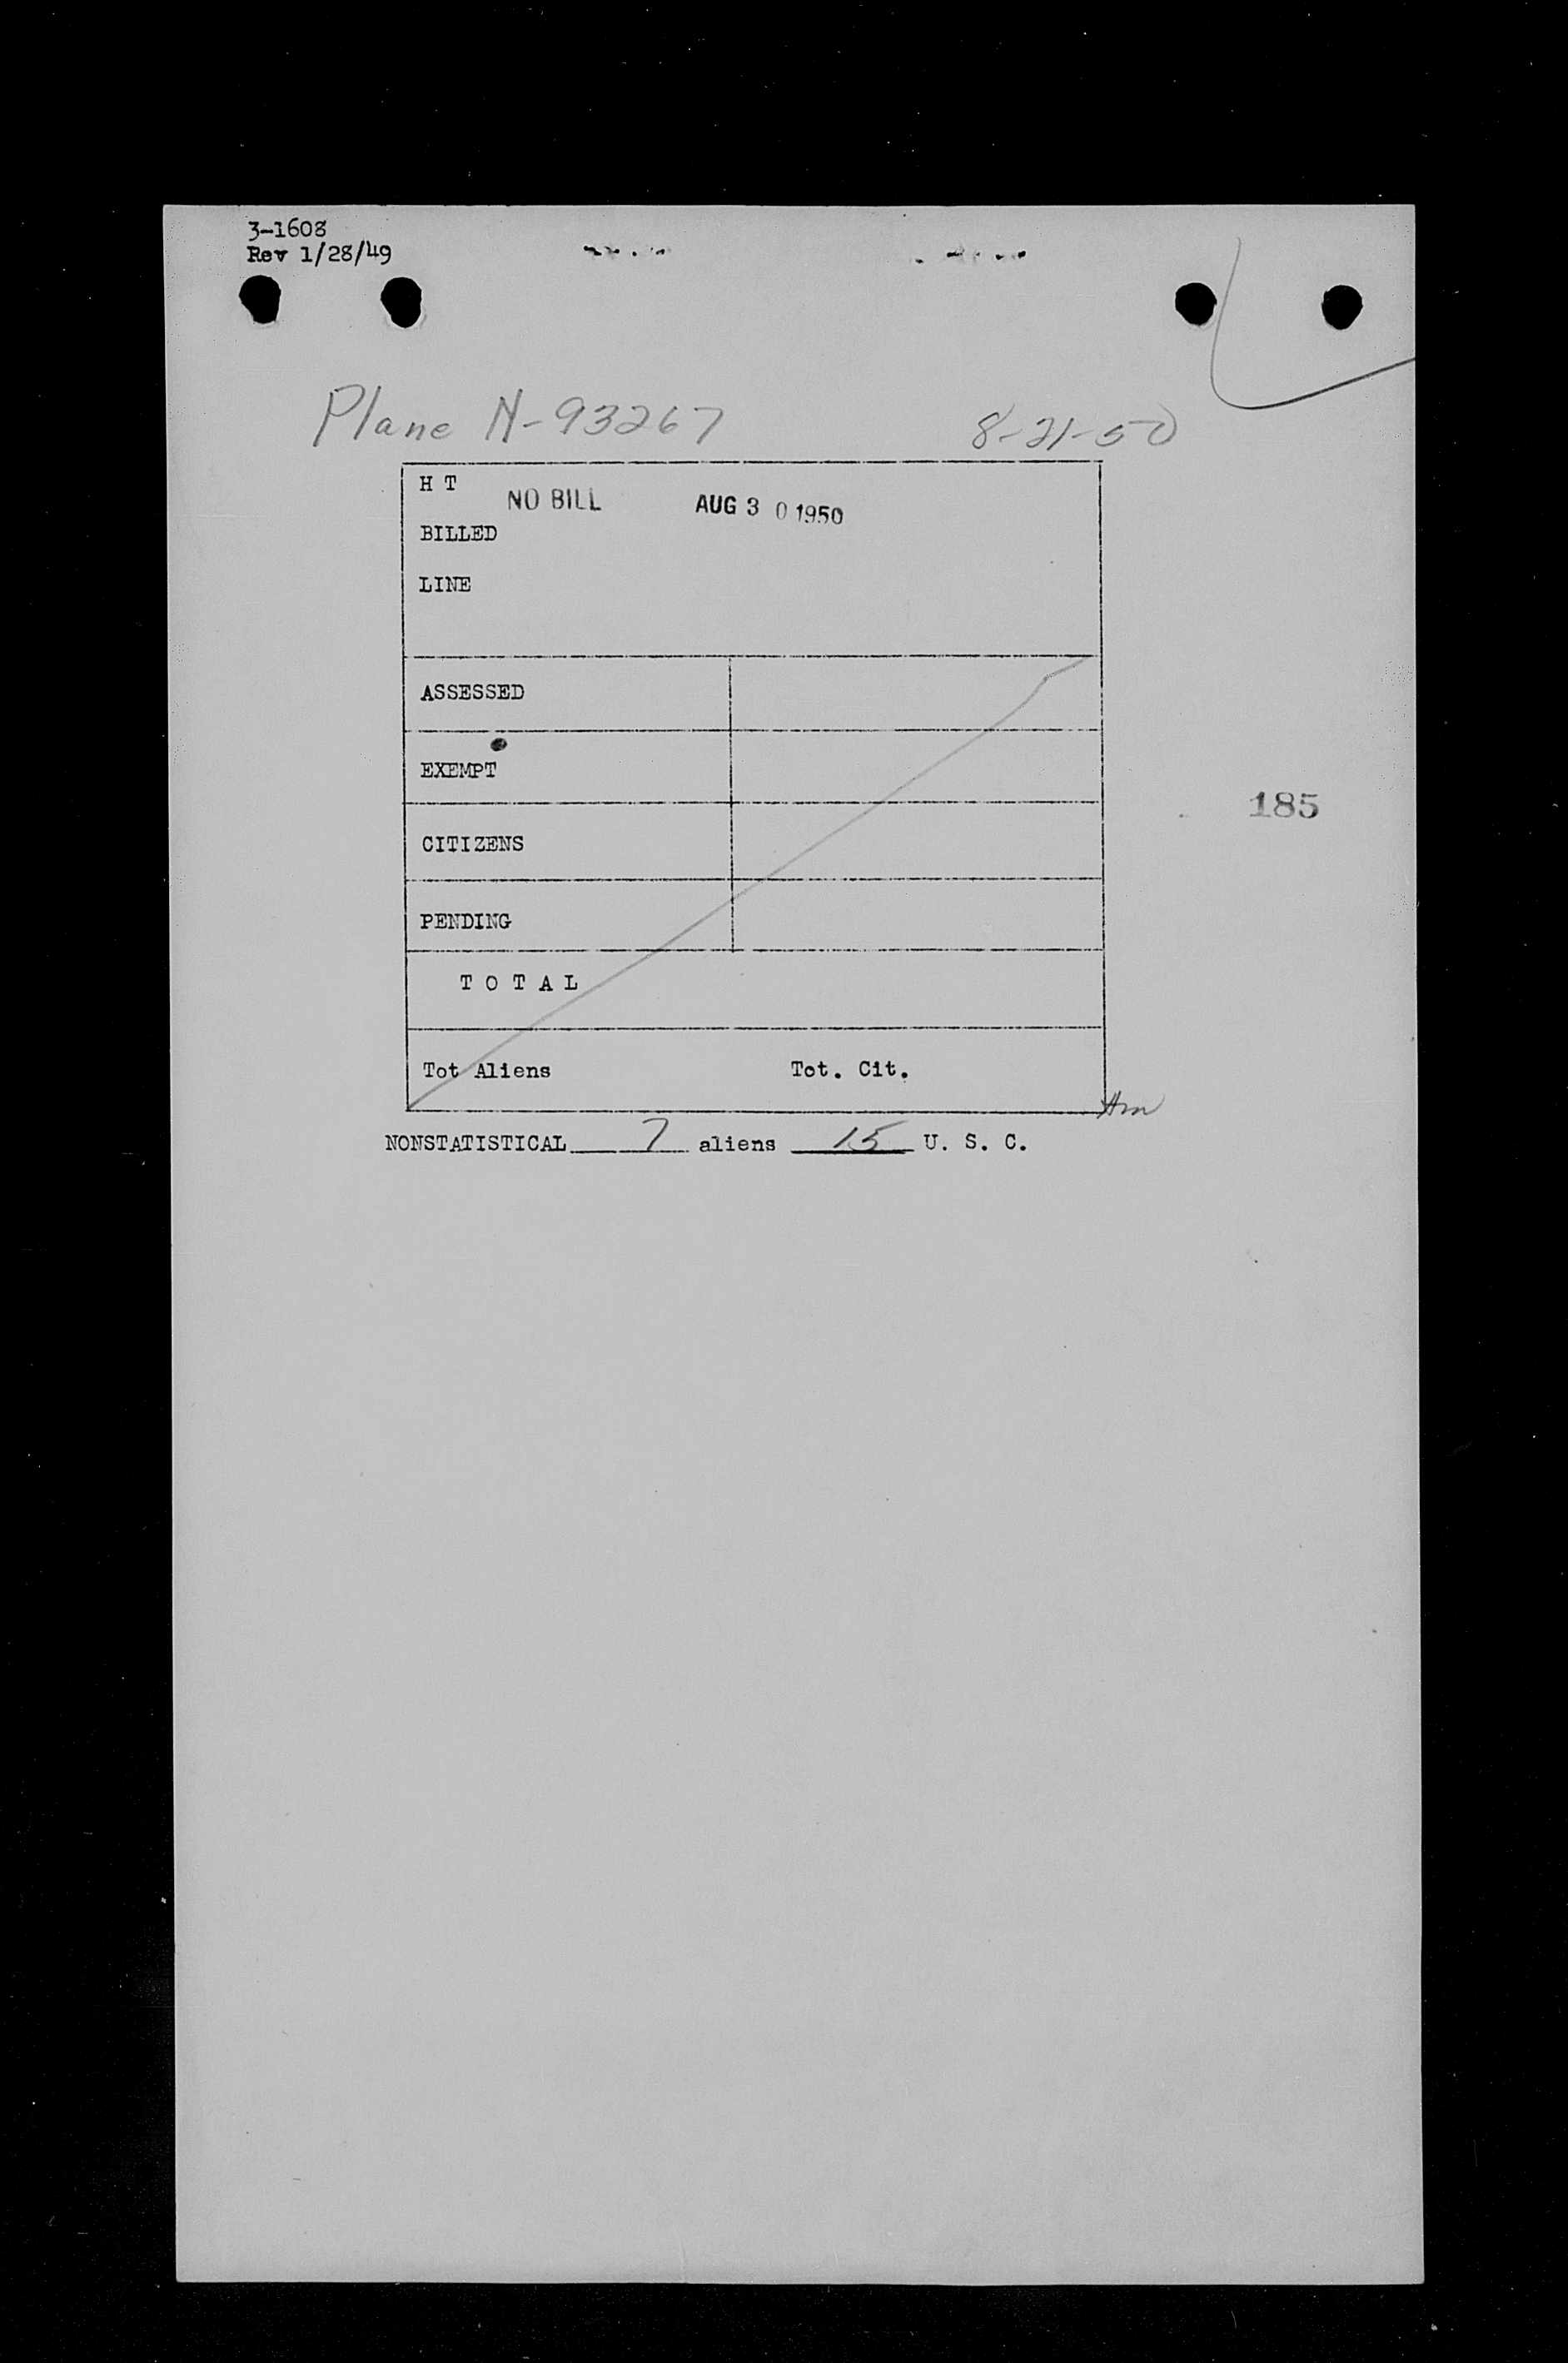 3-1608
Rev 1/28/49
Plane N-93267 8-21-50
H T NO BILL AUG 3 0 1950
BILLED
LINE
ASSESSED
EXEMPT
185
CITIZENS
PENDING
T O T A L
Tot Aliens Tot. Cit.
NONSTATISTICAL 7 aliens 15 U. S. C.